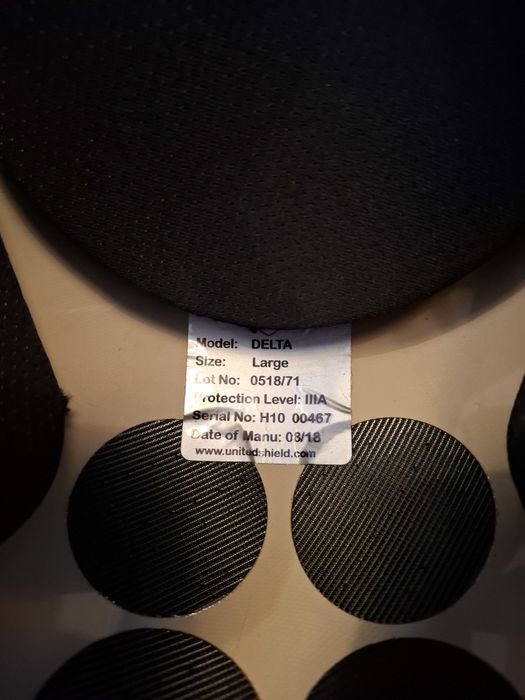 Model: DELTA
Size: Large
Lot No: 0518/71
Protection Level: IIIA
Serial No: H10 00467
Date of Manu: 03/18
www.unitedshield.com